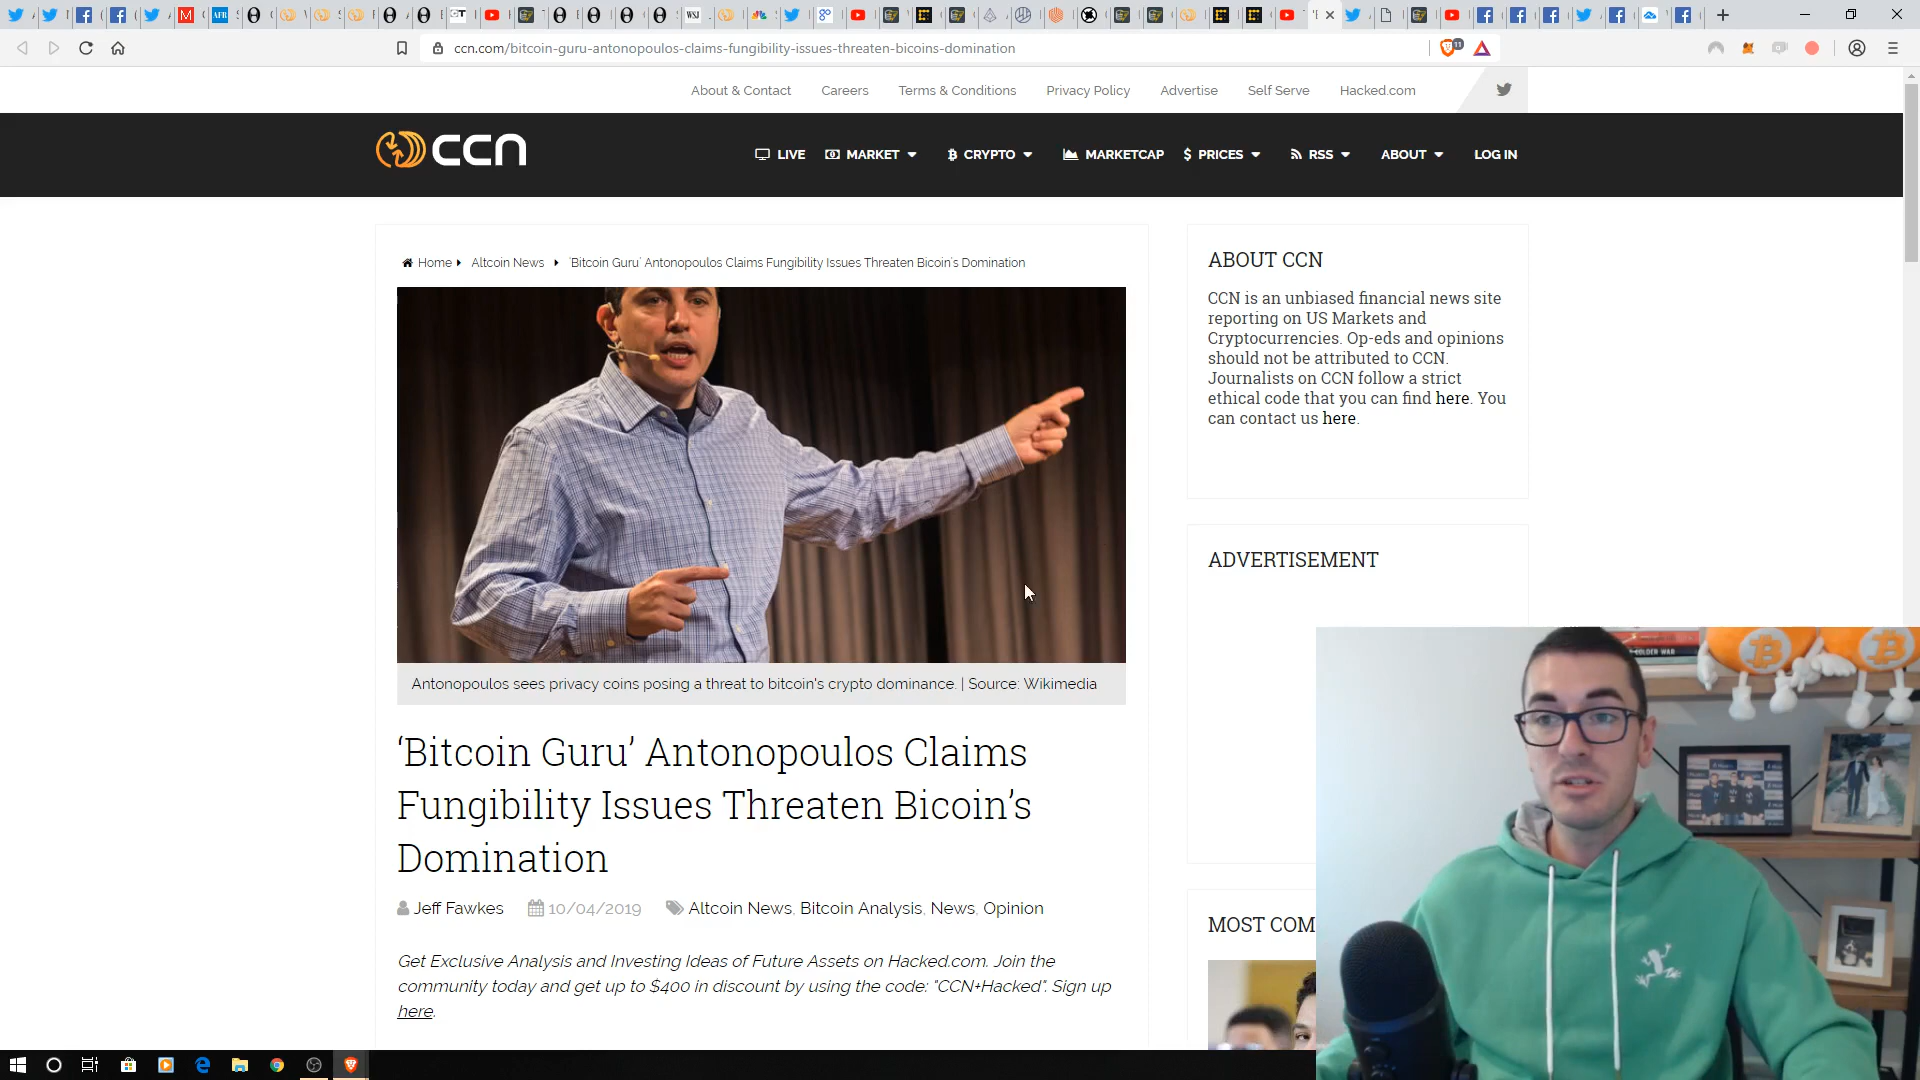 ccn.com/bitcoin-guru-antonopoulos-claims-fungibility-issues-threaten-bicoins-domination
About & Contact Careers Terms & Conditions Privacy Policy Advertise Self Serve Hacked.com
CCN LIVE MARKET CRYPTO MARKETCAP $ PRICES RSS ABOUT LOG IN
Home Altcoin News 'Bitcoin Guru' Antonopoulos Claims Fungibility Issues Threaten Bicoin's Domination
Antonopoulos sees privacy coins posing a threat to bitcoin's crypto dominance. | Source: Wikimedia
‘Bitcoin Guru’ Antonopoulos Claims
Fungibility Issues Threaten Bicoin’s
Domination
Jeff Fawkes 10/04/2019 Altcoin News, Bitcoin Analysis, News, Opinion
Get Exclusive Analysis and Investing Ideas of Future Assets on Hacked.com. Join the
community today and get up to $400 in discount by using the code: "CCN+Hacked". Sign up
here.
ABOUT CCN
CCN is an unbiased financial news site
reporting on US Markets and
Cryptocurrencies. Op-eds and opinions
should not be attributed to CCN.
Journalists on CCN follow a strict
ethical code that you can find here. You
can contact us here.
ADVERTISEMENT
MOST COM